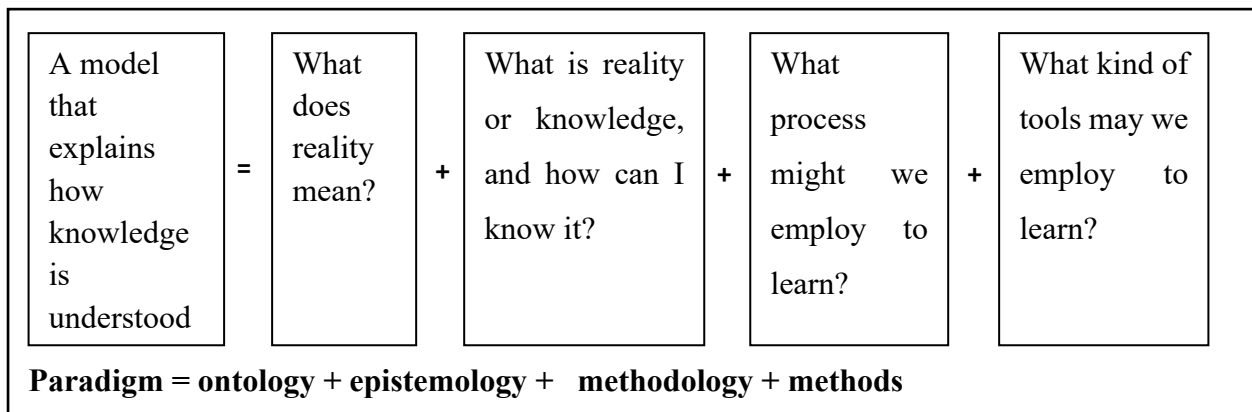 A model
that
explains
how
knowledge
is
understood
=
What
does
reality
mean?
+
What is reality
or knowledge,
and how can I
know it?
+
What
process
might we
employ to
learn?
+
What kind of
tools may we
employ to
learn?
Paradigm = ontology + epistemology + methodology + methods